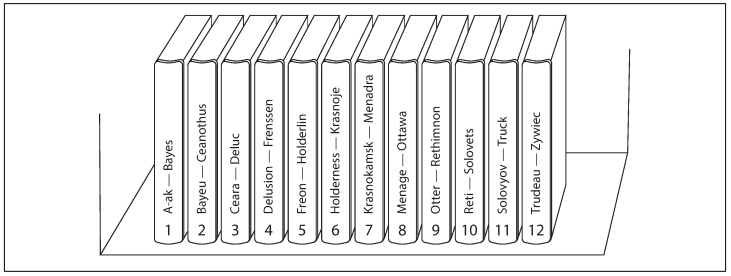 A-ak — Bayes
1
Bayeu — Ceanothus
2
Ceara — Deluc
3
Delusion — Frenssen
4
Freon — Holderlin
5
Holderness — Krasnoje
6
Krasnokamsk — Menadra
7
Menage — Ottawa
8
Otter — Rethimnon
9
Reti — Solovets
10
Solovyov — Truck
11
Trudeau — Zywiec
12